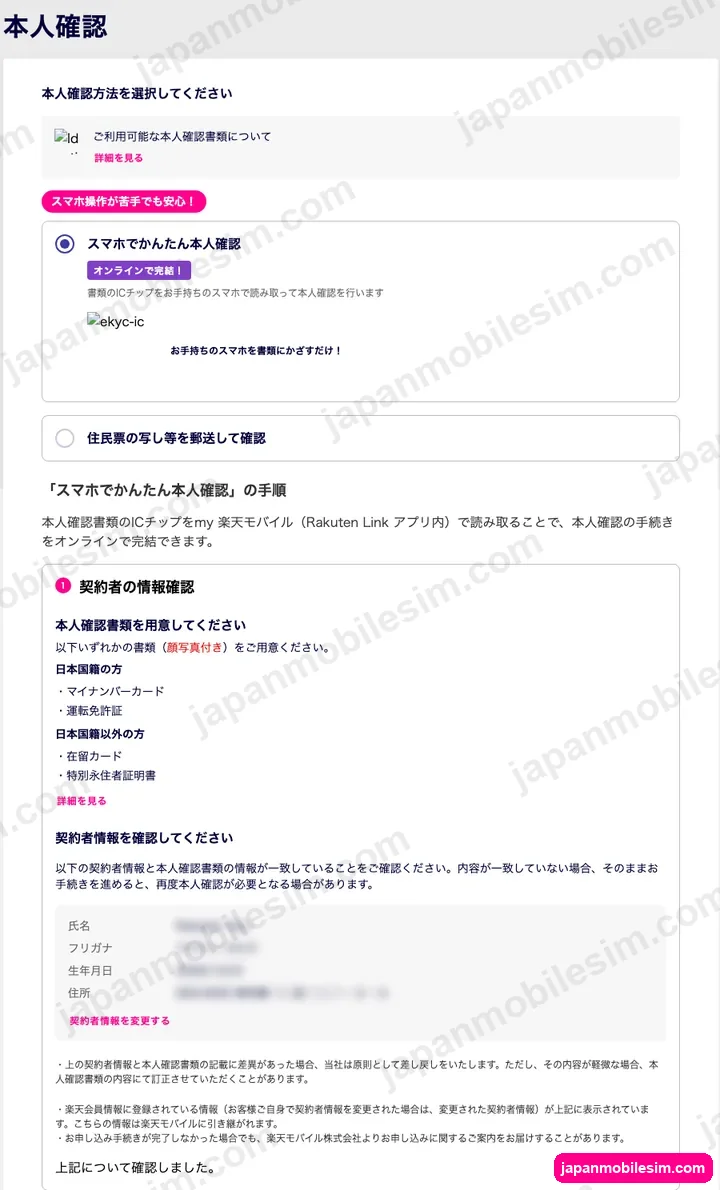 本人確認
本人確認方法を選択してください
Id
ご利用可能な本人確認書類について
詳細を見る
スマホ操作が苦手でも安心！
スマホでかんたん本人確認
オンラインで完結！
書類のICチップをお手持ちのスマホで読み取って本人確認を行います
ekyc-ic
お手持ちのスマホを書類にかざすだけ！
住民票の写し等を郵送して確認
「スマホでかんたん本人確認」の手順
本人確認書類のICチップをmy 楽天モバイル（Rakuten Link アプリ内）で読み取ることで、本人確認の手続き
をオンラインで完結できます。
1 契約者の情報確認
本人確認書類を用意してください
以下いずれかの書類（顔写真付き）をご用意ください。
日本国籍の方
・マイナンバーカード
・運転免許証
日本国籍以外の方
・在留カード
・特別永住者証明書
詳細を見る
契約者情報を確認してください
以下の契約者情報と本人確認書類の情報が一致していることをご確認ください。内容が一致していない場合、そのままお
手続きを進めると、再度本人確認が必要となる場合があります。
氏名
フリガナ
生年月日
住所
契約者情報を変更する
・上の契約者情報と本人確認書類の記載に差異があった場合、当社は原則として差し戻しをいたします。ただし、その内容が軽微な場合、本
人確認書類の内容にて訂正させていただくことがあります。
・楽天会員情報に登録されている情報（お客様ご自身で契約者情報を変更された場合は、変更された契約者情報）が上記に表示されていま
す。こちらの情報は楽天モバイルに引き継がれます。
・お申し込み手続きが完了しなかった場合でも、楽天モバイル株式会社よりお申し込みに関するご案内をお届けすることがあります。
上記について確認しました。
japanmobilesim.com